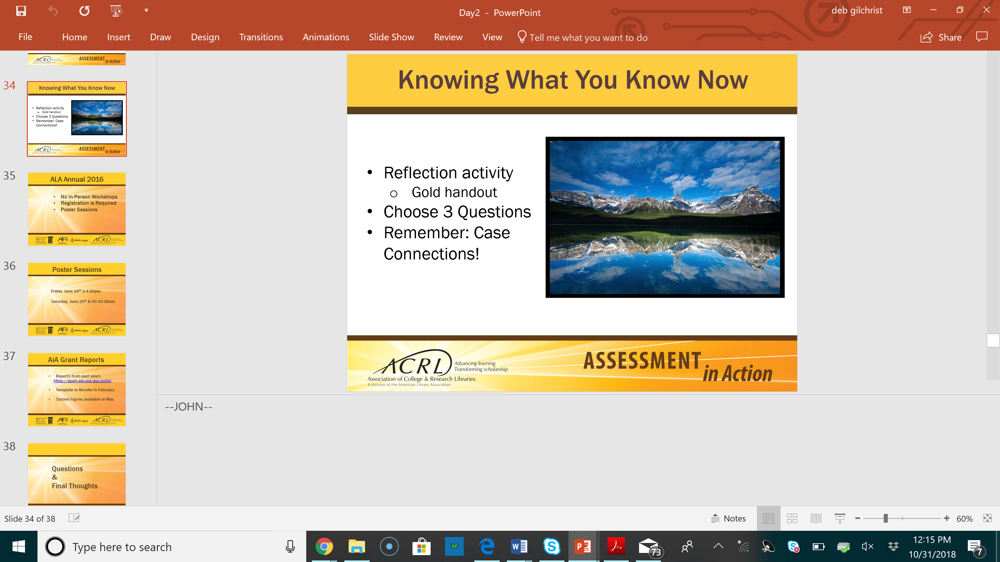 Day2 - PowerPoint
deb gilchrist
File
Home
Insert
Draw
Design
Transitions
Animations
Slide Show
Review
View
Tell me what you want to do
Share
ACRL
ASSESSMENT
in Action
34
Knowing What You Know Now
• Reflection activity
o Gold handout
• Choose 3 Questions
• Remember: Case
Connections!
ACRL
ASSESSMENT
in Action
35
ALA Annual 2016
• No In-Person Workshops
• Registration is Required
• Poster Sessions
ACRL
36
Poster Sessions
Friday, June 24th 2-4:00pm
Saturday, June 25th 8:30-10:30am
ACRL
37
AiA Grant Reports
• Reports from past years
https://apply.ala.org/aia/public
• Template in Moodle in February
• System log-ins available in May
ACRL
38
Questions
&
Final Thoughts
Knowing What You Know Now
• Reflection activity
o Gold handout
• Choose 3 Questions
• Remember: Case
Connections!
ACRL
Advancing learning
Transforming scholarship
Association of College & Research Libraries
A division of the American Library Association
ASSESSMENT
in Action
--JOHN--
Slide 34 of 38
Notes
60%
Type here to search
73
12:15 PM
10/31/2018
7